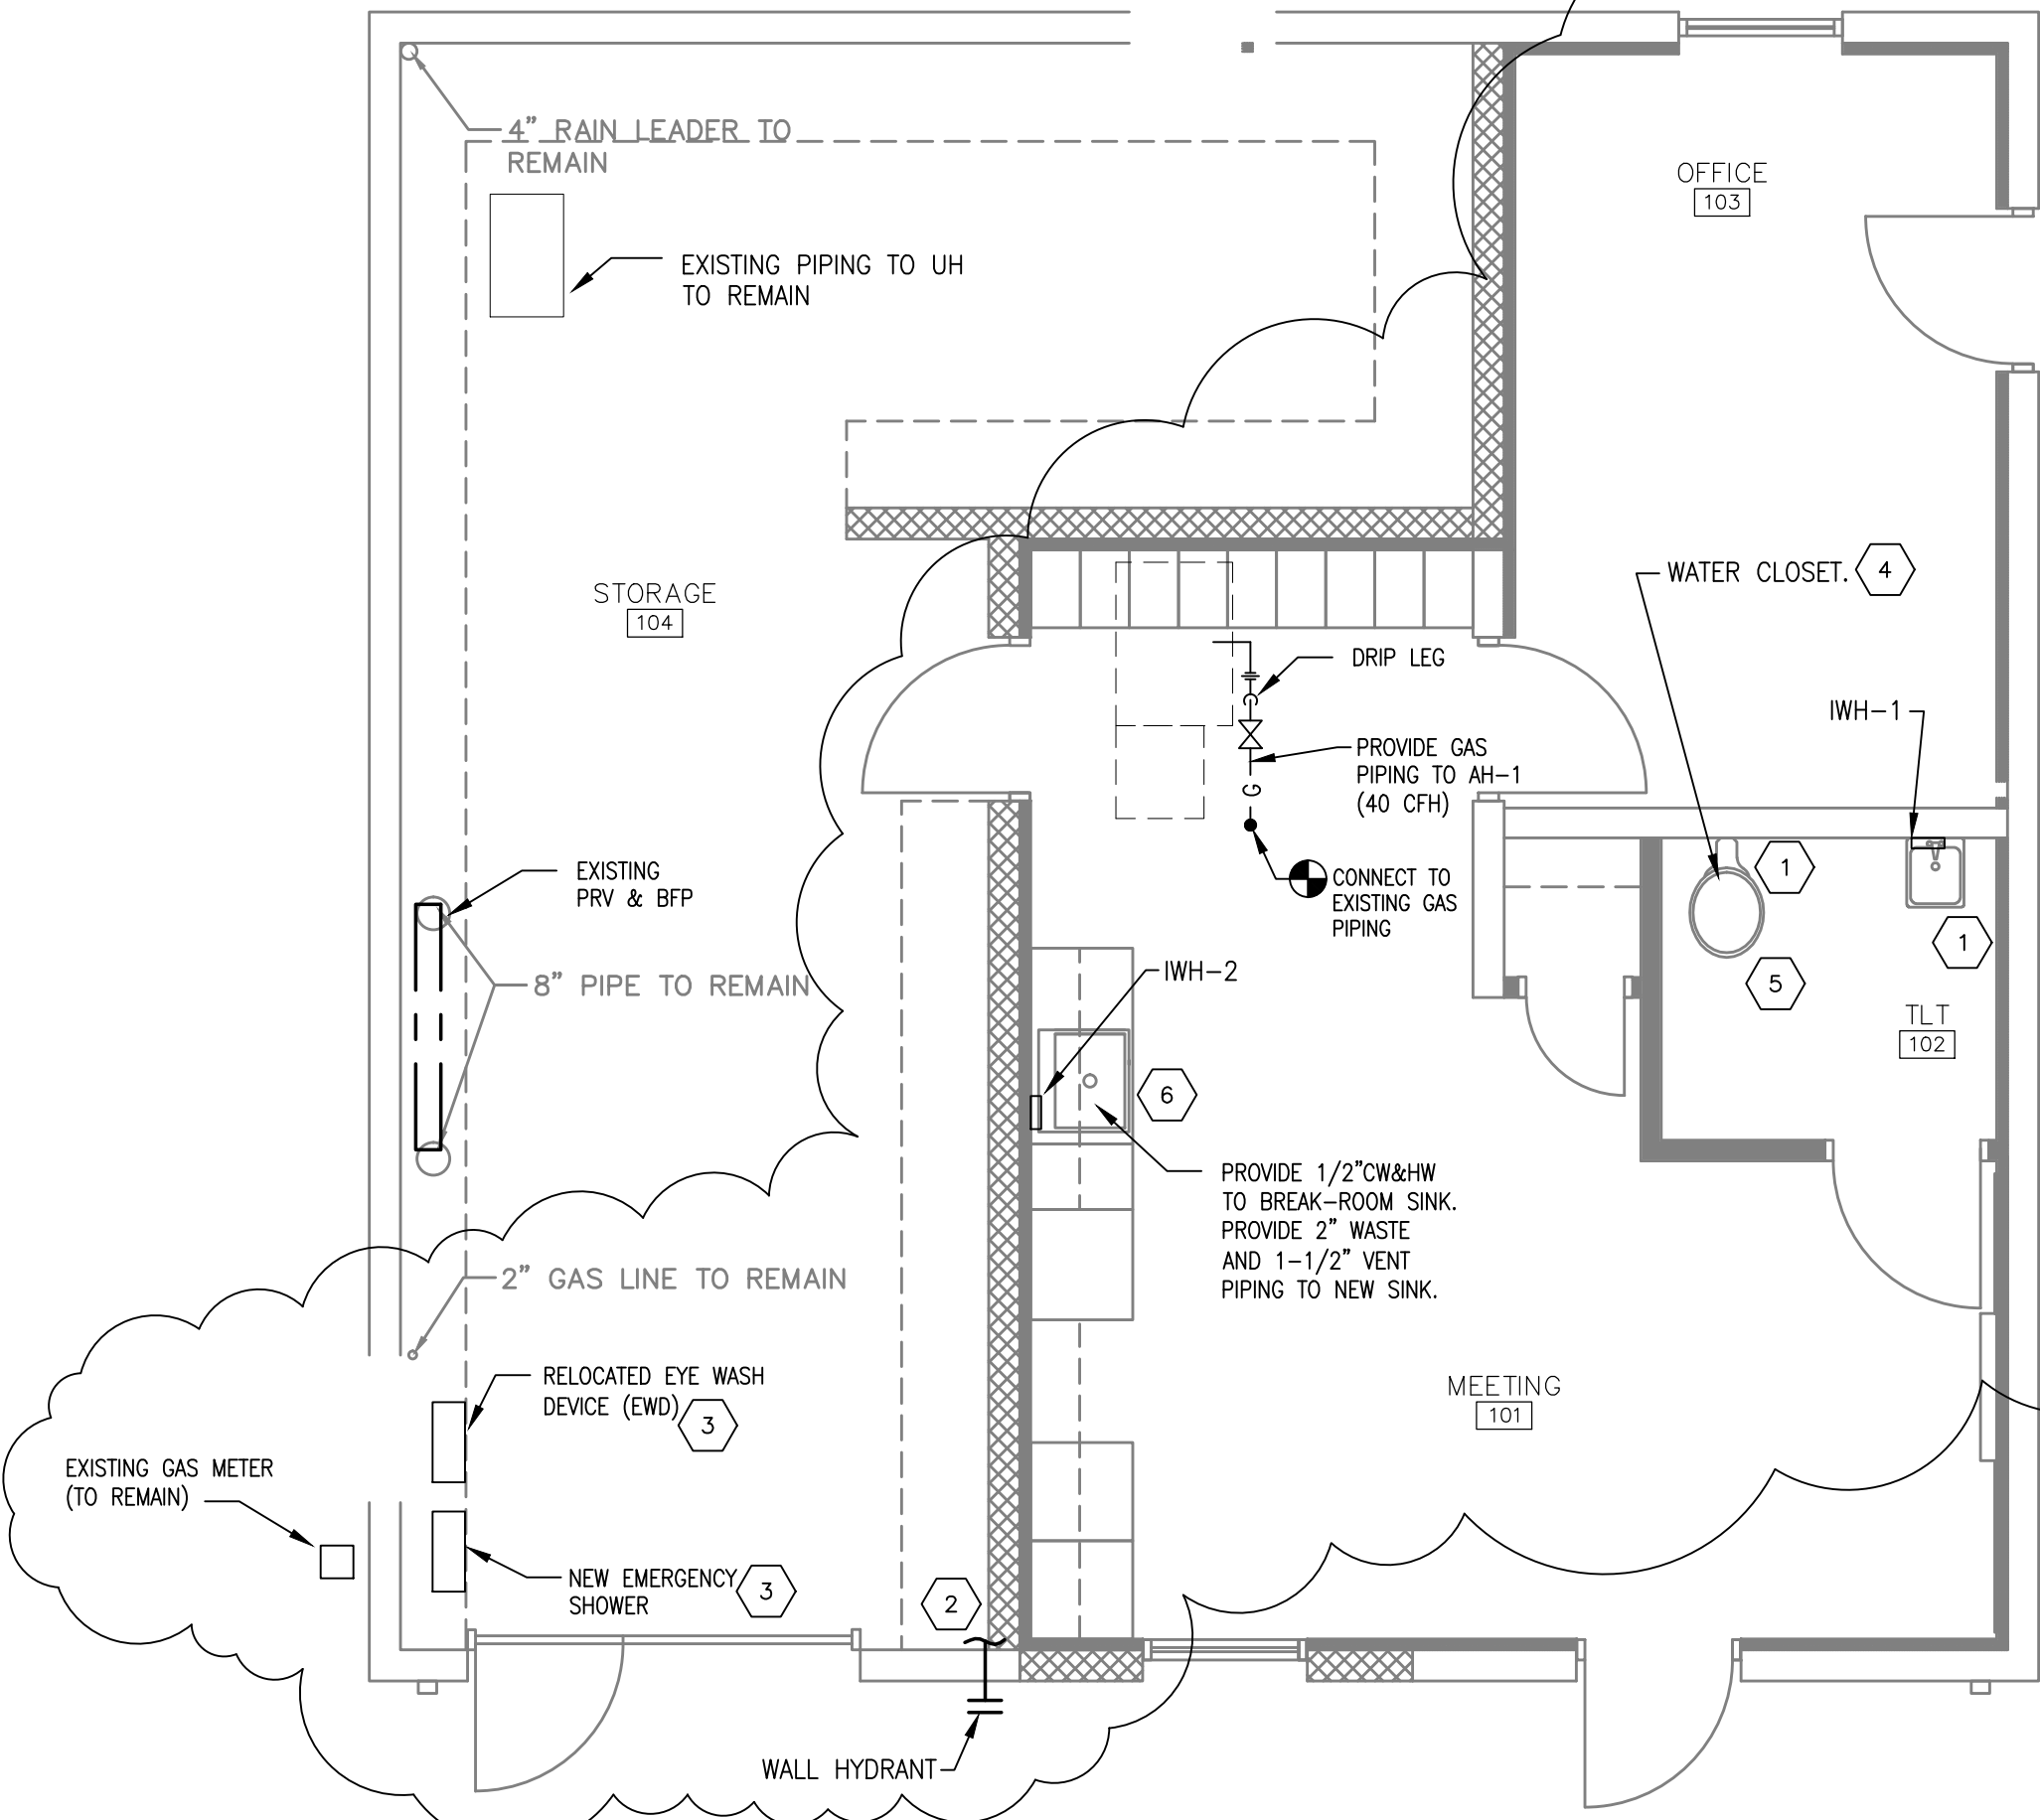 4" RAIN LEADER TO
REMAIN
OFFICE
103
EXISTING PIPING TO UH
TO REMAIN
STORAGE
104
WATER CLOSET.
4
DRIP LEG
IWH-1
PROVIDE GAS
PIPING TO AH-1
(40 CFH)
G
EXISTING
PRV & BFP
CONNECT TO
EXISTING GAS
PIPING
1
1
8" PIPE TO REMAIN
IWH-2
5
TLT
102
6
PROVIDE 1/2"CW&HW
TO BREAK-ROOM SINK.
PROVIDE 2" WASTE
AND 1-1/2" VENT
PIPING TO NEW SINK.
2" GAS LINE TO REMAIN
RELOCATED EYE WASH
DEVICE (EWD)
3
MEETING
101
EXISTING GAS METER
(TO REMAIN)
NEW EMERGENCY
SHOWER
3
2
WALL HYDRANT